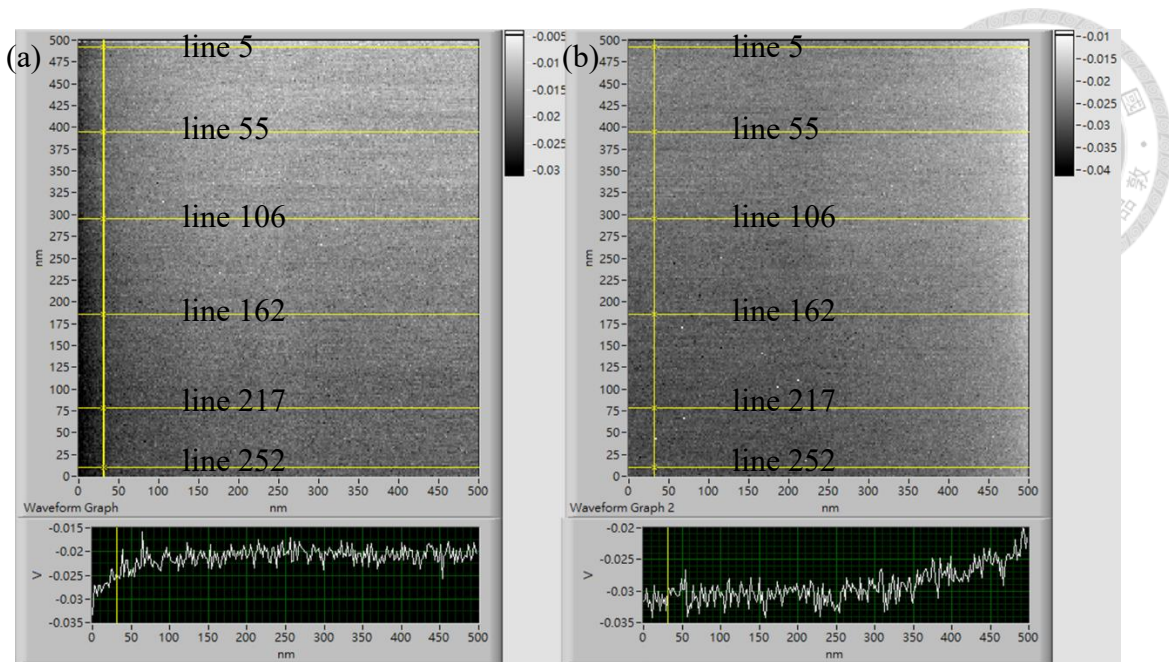 (a)
500
475
450
425
400
375
350
325
300
275
250
225
200
175
150
125
100
75
50
25
0
nm
line 5
line 55
line 106
line 162
line 217
line 252
0 50 100 150 200 250 300 350 400 450 500
Waveform Graph nm
-0.005
-0.01
-0.015
-0.02
-0.025
-0.03
-0.015
-0.02
-0.025
-0.03
-0.035
V
0 50 100 150 200 250 300 350 400 450 500
nm
(b)
500
475
450
425
400
375
350
325
300
275
250
225
200
175
150
125
100
75
50
25
0
nm
line 5
line 55
line 106
line 162
line 217
line 252
0 50 100 150 200 250 300 350 400 450 500
Waveform Graph 2 nm
-0.01
-0.015
-0.02
-0.025
-0.03
-0.035
-0.04
-0.02
-0.025
-0.03
-0.035
V
0 50 100 150 200 250 300 350 400 450 500
nm
國
敦
品